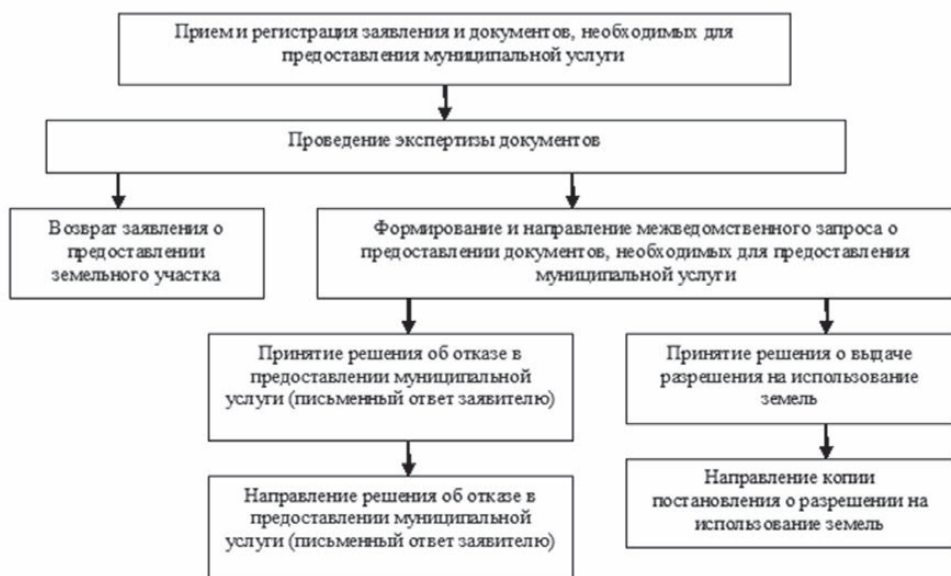 Прием и регистрация заявления и документов, необходимых для
предоставления муниципальной услуги
Проведение экспертизы документов
Возврат заявления о
предоставлении
земельного участка
Формирование и направление межведомственного запроса о
предоставлении документов, необходимых для предоставления
муниципальной услуги
Принятие решения об отказе в
предоставлении муниципальной
услуги (письменный ответ заявителю)
Принятие решения о выдаче
разрешения на использование
земель
Направление решения об отказе в
предоставлении муниципальной
услуги (письменный ответ заявителю)
Направление копии
постановления о разрешении на
использование земель